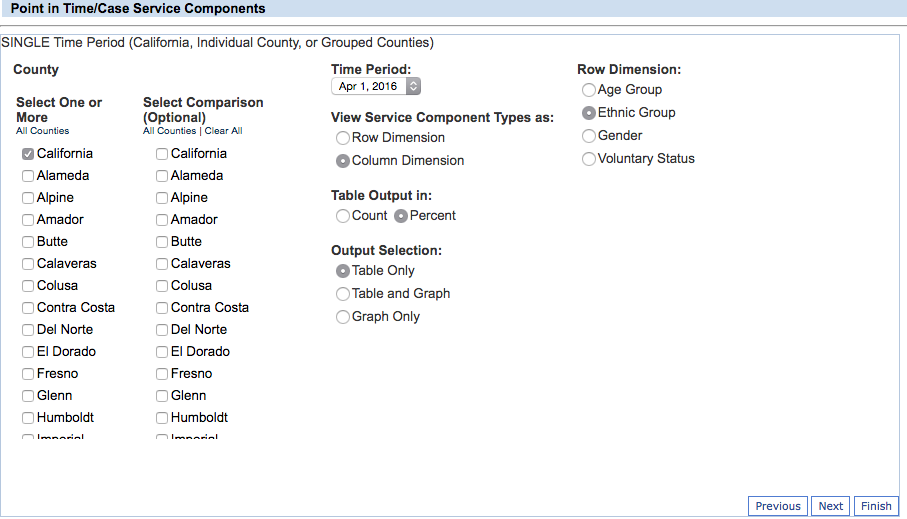 Point in Time/Case Service Components
SINGLE Time Period (California, Individual County, or Grouped Counties)
County
Select One or
More
All Counties
California
Alameda
Alpine
Amador
Butte
Calaveras
Colusa
Contra Costa
Del Norte
El Dorado
Fresno
Glenn
Humboldt
Imperial
Select Comparison
(Optional)
All Counties | Clear All
California
Alameda
Alpine
Amador
Butte
Calaveras
Colusa
Contra Costa
Del Norte
El Dorado
Fresno
Glenn
Humboldt
Imperial
Time Period:
Apr 1, 2016
View Service Component Types as:
Row Dimension
Column Dimension
Table Output in:
Count Percent
Output Selection:
Table Only
Table and Graph
Graph Only
Row Dimension:
Age Group
Ethnic Group
Gender
Voluntary Status
Previous Next Finish